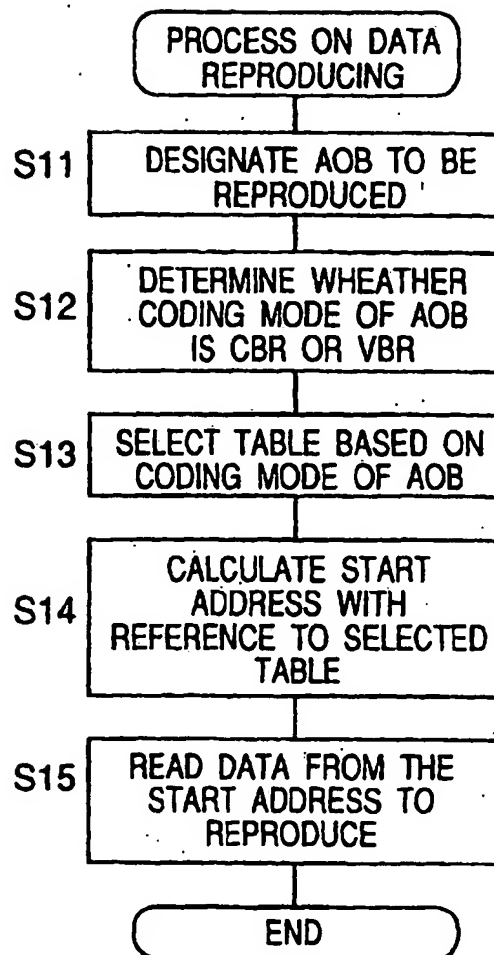 PROCESS ON DATA
REPRODUCING
S11
DESIGNATE AOB TO BE
REPRODUCED
S12
DETERMINE WHEATHER
CODING MODE OF AOB
IS CBR OR VBR
S13
SELECT TABLE BASED ON
CODING MODE OF AOB
S14
CALCULATE START
ADDRESS WITH
REFERENCE TO SELECTED
TABLE
S15
READ DATA FROM THE
START ADDRESS TO
REPRODUCE
END